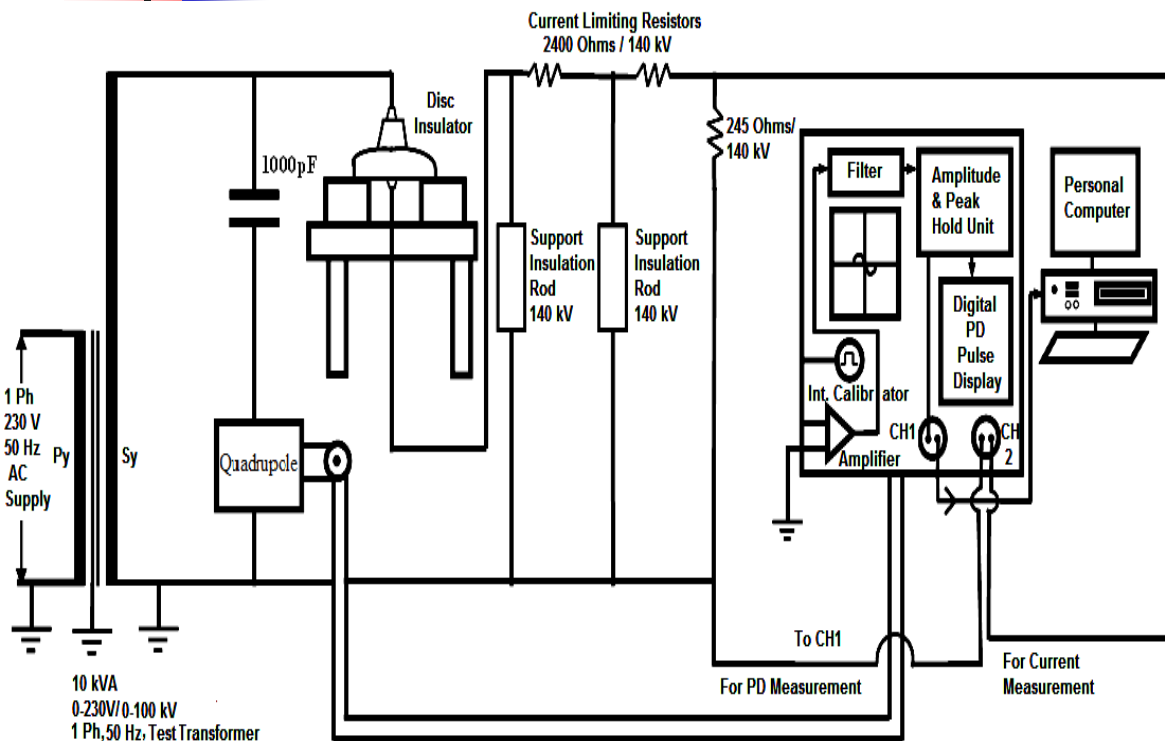 Current Limiting Resistors
2400 Ohms / 140 kV
Disc
Insulator
1000pF
245 Ohms/
140 kV
Filter
Amplitude
& Peak
Hold Unit
Personal
Computer
Support
Insulation
Rod
140 kV
Support
Insulation
Rod
140 kV
Digital
PD
Pulse
Display
Int. Calibr ator
1 Ph
230 V
50 Hz
AC
Supply
Py
Sy
Quadrupole
CH1
CH
2
Amplifier
To CH1
For PD Measurement
For Current
Measurement
10 kVA
0-230V/0-100 kV
1 Ph, 50 Hz, Test Transformer